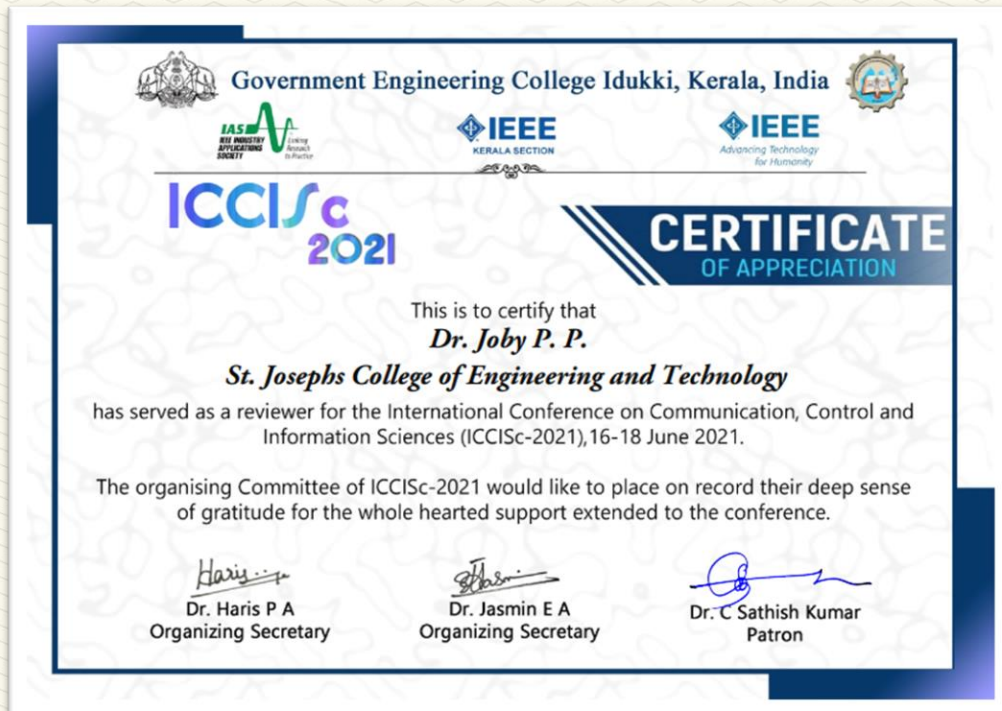 Government Engineering College Idukki, Kerala, India
IAS
IEEE INDUSTRY
APPLICATIONS
SOCIETY
Linking
Research
to Practice
IEEE
KERALA SECTION
IEEE
Advancing Technology
for Humanity
ICCISc
2021
CERTIFICATE
OF APPRECIATION
This is to certify that
Dr. Joby P. P.
St. Josephs College of Engineering and Technology
has served as a reviewer for the International Conference on Communication, Control and
Information Sciences (ICCISc-2021),16-18 June 2021.
The organising Committee of ICCISc-2021 would like to place on record their deep sense
of gratitude for the whole hearted support extended to the conference.
Haris
Dr. Haris P A
Organizing Secretary
Dr. Jasmin E A
Organizing Secretary
Dr. C Sathish Kumar
Patron